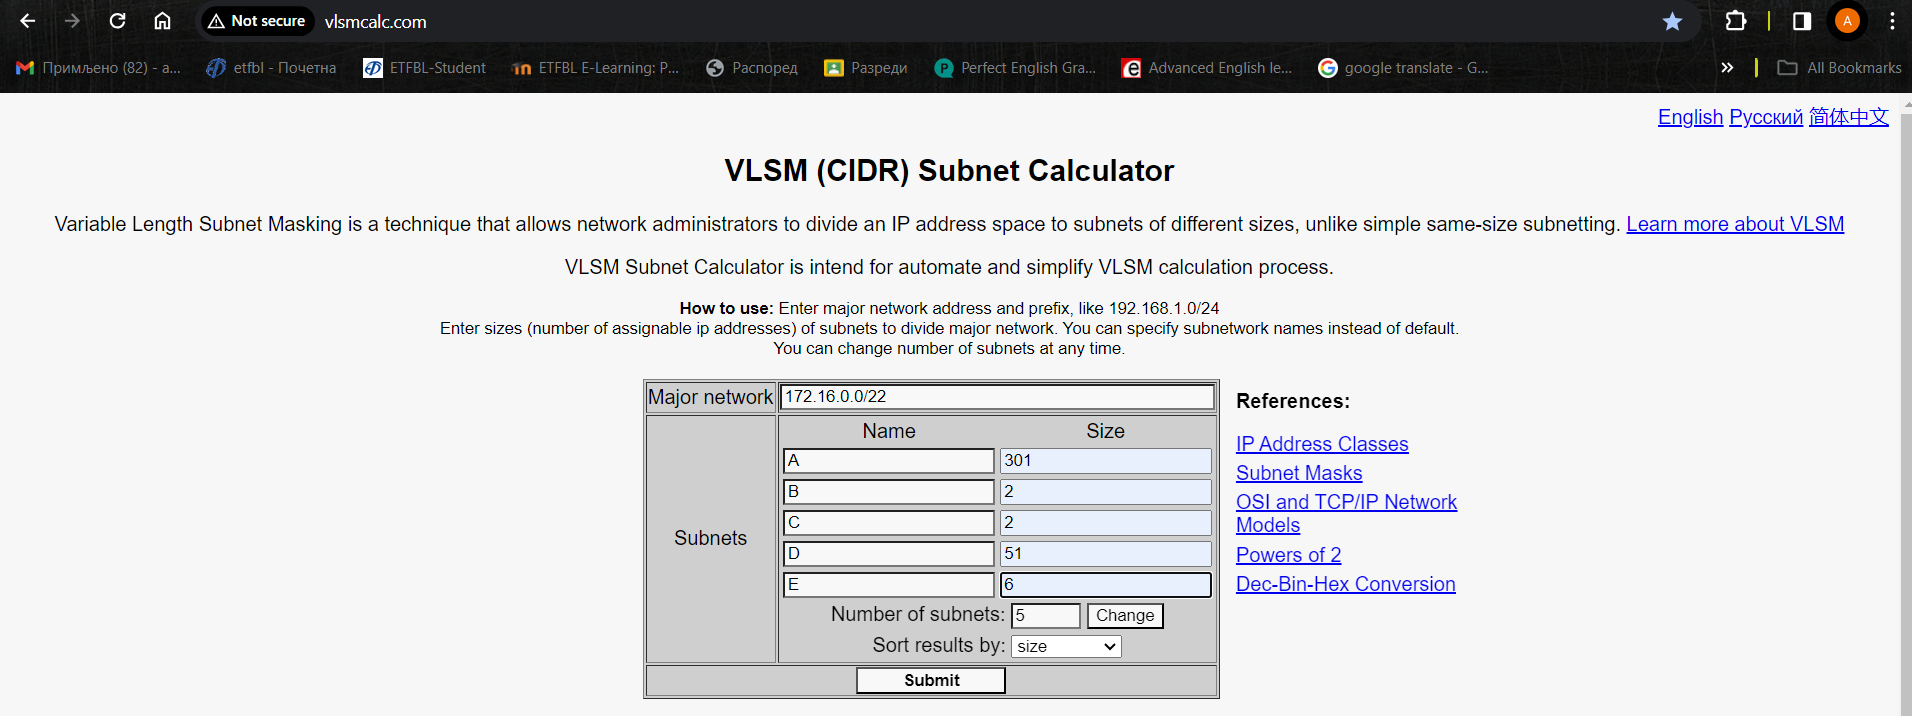 Not secure vlsmcalc.com A
Примљено (82) - a... etfbl - Почетна ETFBL-Student ETFBL E-Learning: P... Распоред Разреди Perfect English Gra... Advanced English le... google translate - G... » All Bookmarks
English Русский 简体中文
VLSM (CIDR) Subnet Calculator
Variable Length Subnet Masking is a technique that allows network administrators to divide an IP address space to subnets of different sizes, unlike simple same-size subnetting. Learn more about VLSM
VLSM Subnet Calculator is intend for automate and simplify VLSM calculation process.
How to use: Enter major network address and prefix, like 192.168.1.0/24
Enter sizes (number of assignable ip addresses) of subnets to divide major network. You can specify subnetwork names instead of default.
You can change number of subnets at any time.
Major network 172.16.0.0/22
Subnets
Name Size
A 301
B 2
C 2
D 51
E 6
Number of subnets: 5 Change
Sort results by: size
Submit
References:
IP Address Classes
Subnet Masks
OSI and TCP/IP Network
Models
Powers of 2
Dec-Bin-Hex Conversion